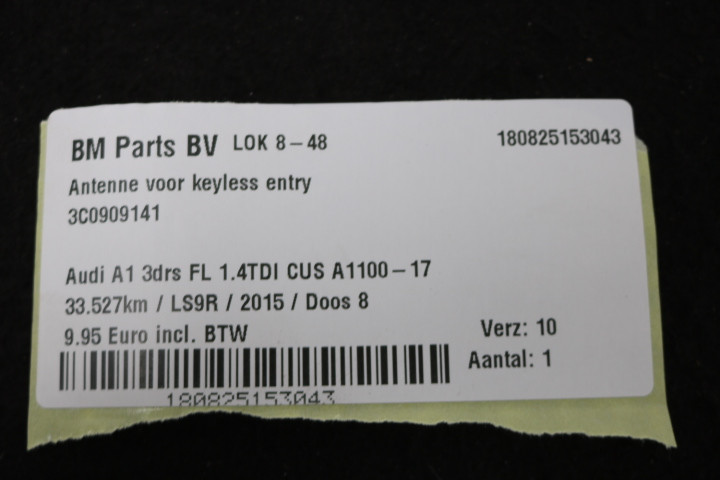 BM Parts BV LOK 8-48 180825153043
Antenne voor keyless entry
3C0909141
Audi A1 3drs FL 1.4TDI CUS A1100-17
33.527km / LS9R / 2015 / Doos 8
9.95 Euro incl. BTW Verz: 10
Aantal: 1
180825153043